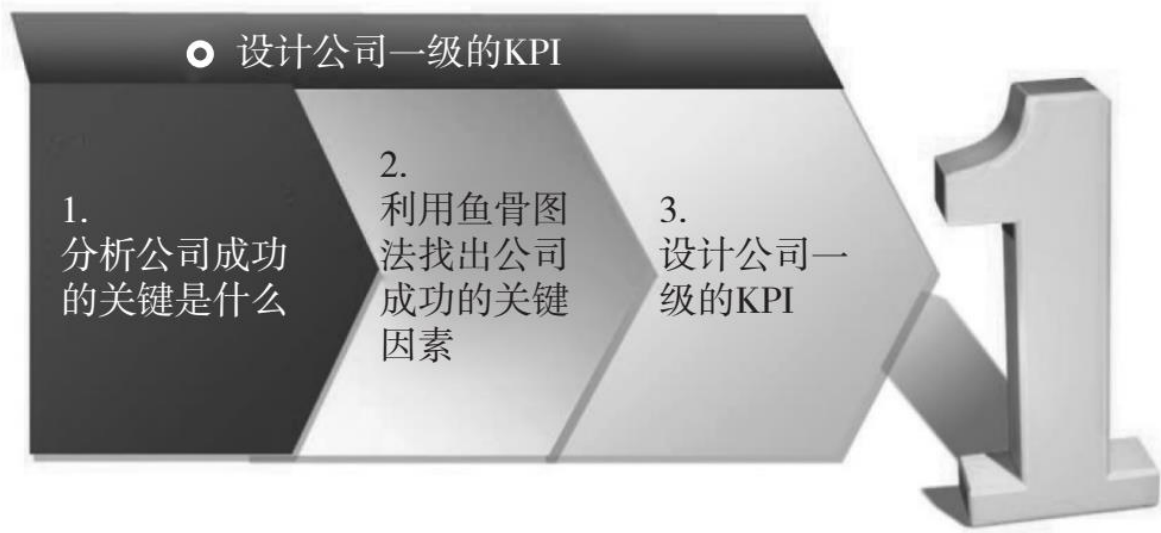 设计公司一级的KPI
1.
分析公司成功
的关键是什么
2.
利用鱼骨图
法找出公司
成功的关键
因素
3.
设计公司一
级的KPI
1